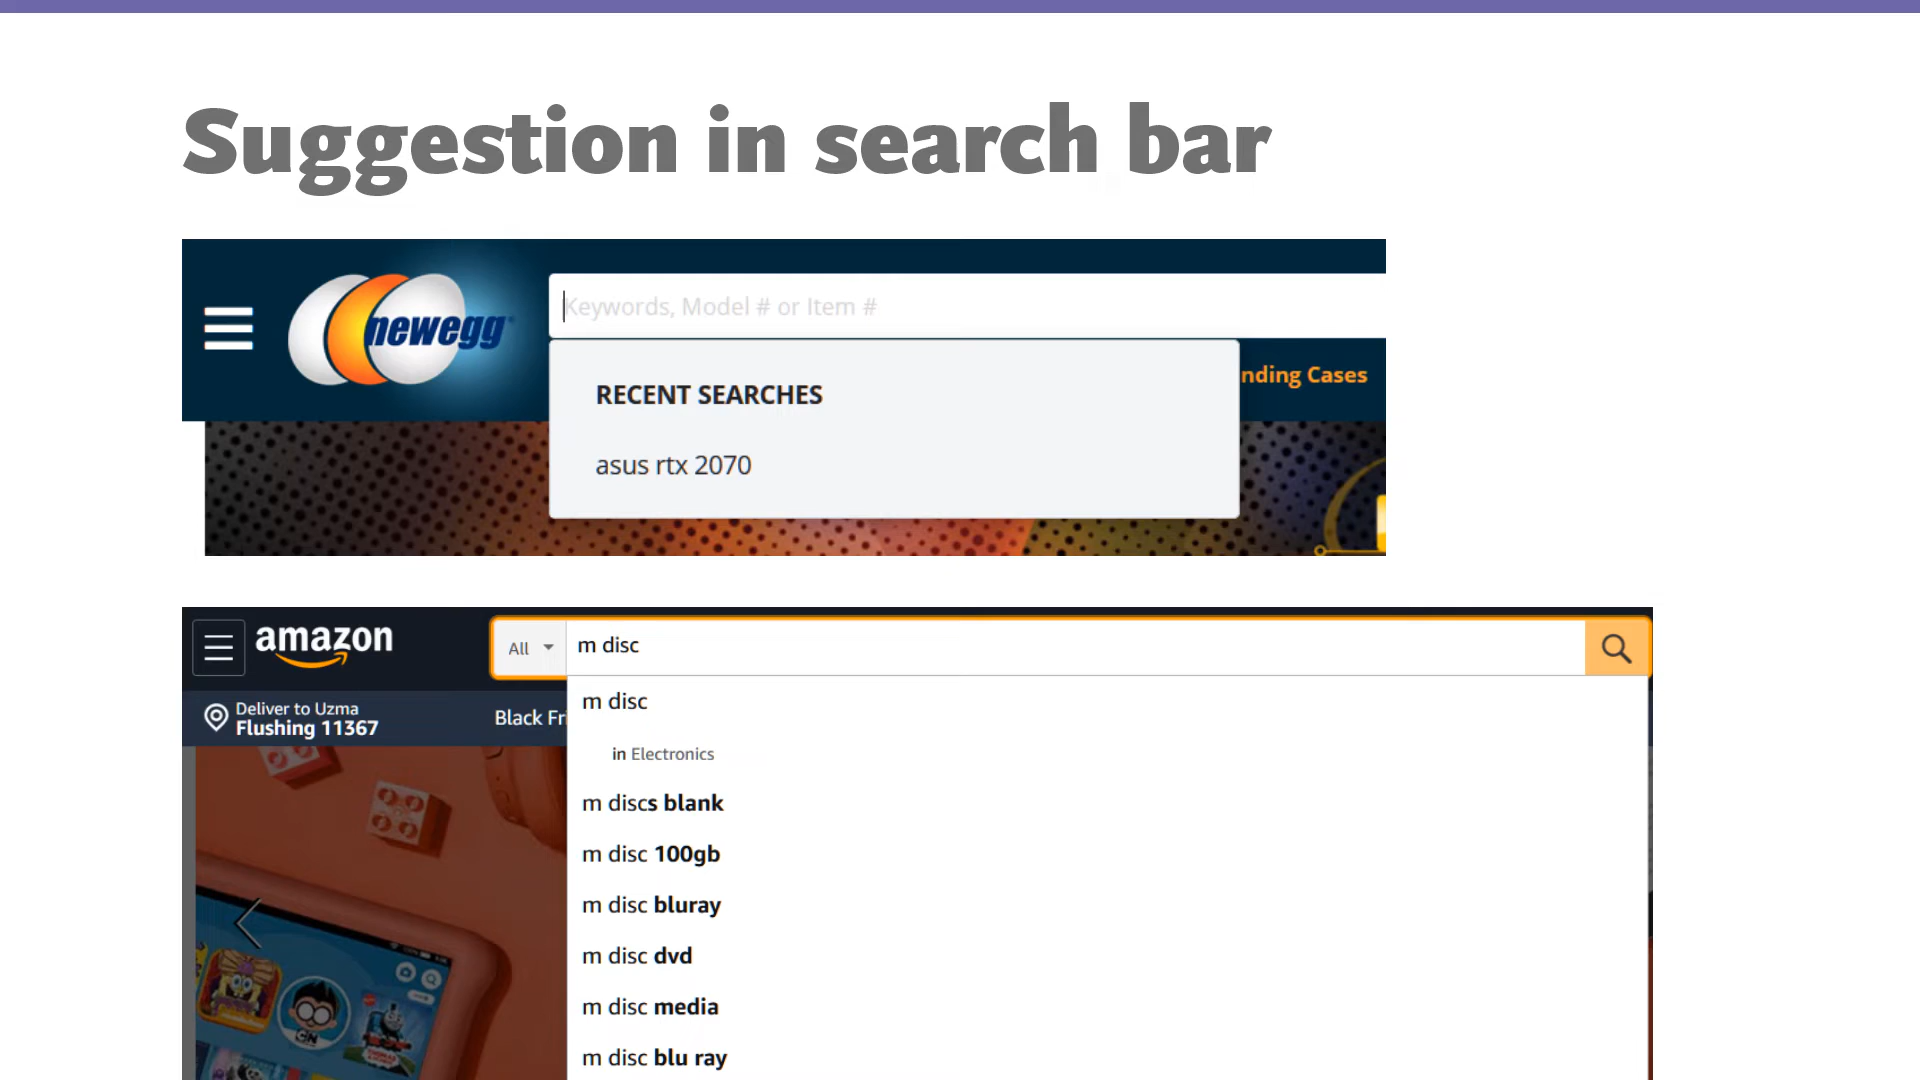 Suggestion in search bar
newegg
Keywords, Model # or Item #
RECENT SEARCHES
nding Cases
asus rtx 2070
amazon
All
m disc
Deliver to Uzma
Flushing 11367
Black Fri
m disc
in Electronics
m discs blank
m disc 100gb
m disc bluray
m disc dvd
m disc media
m disc blu ray
CN